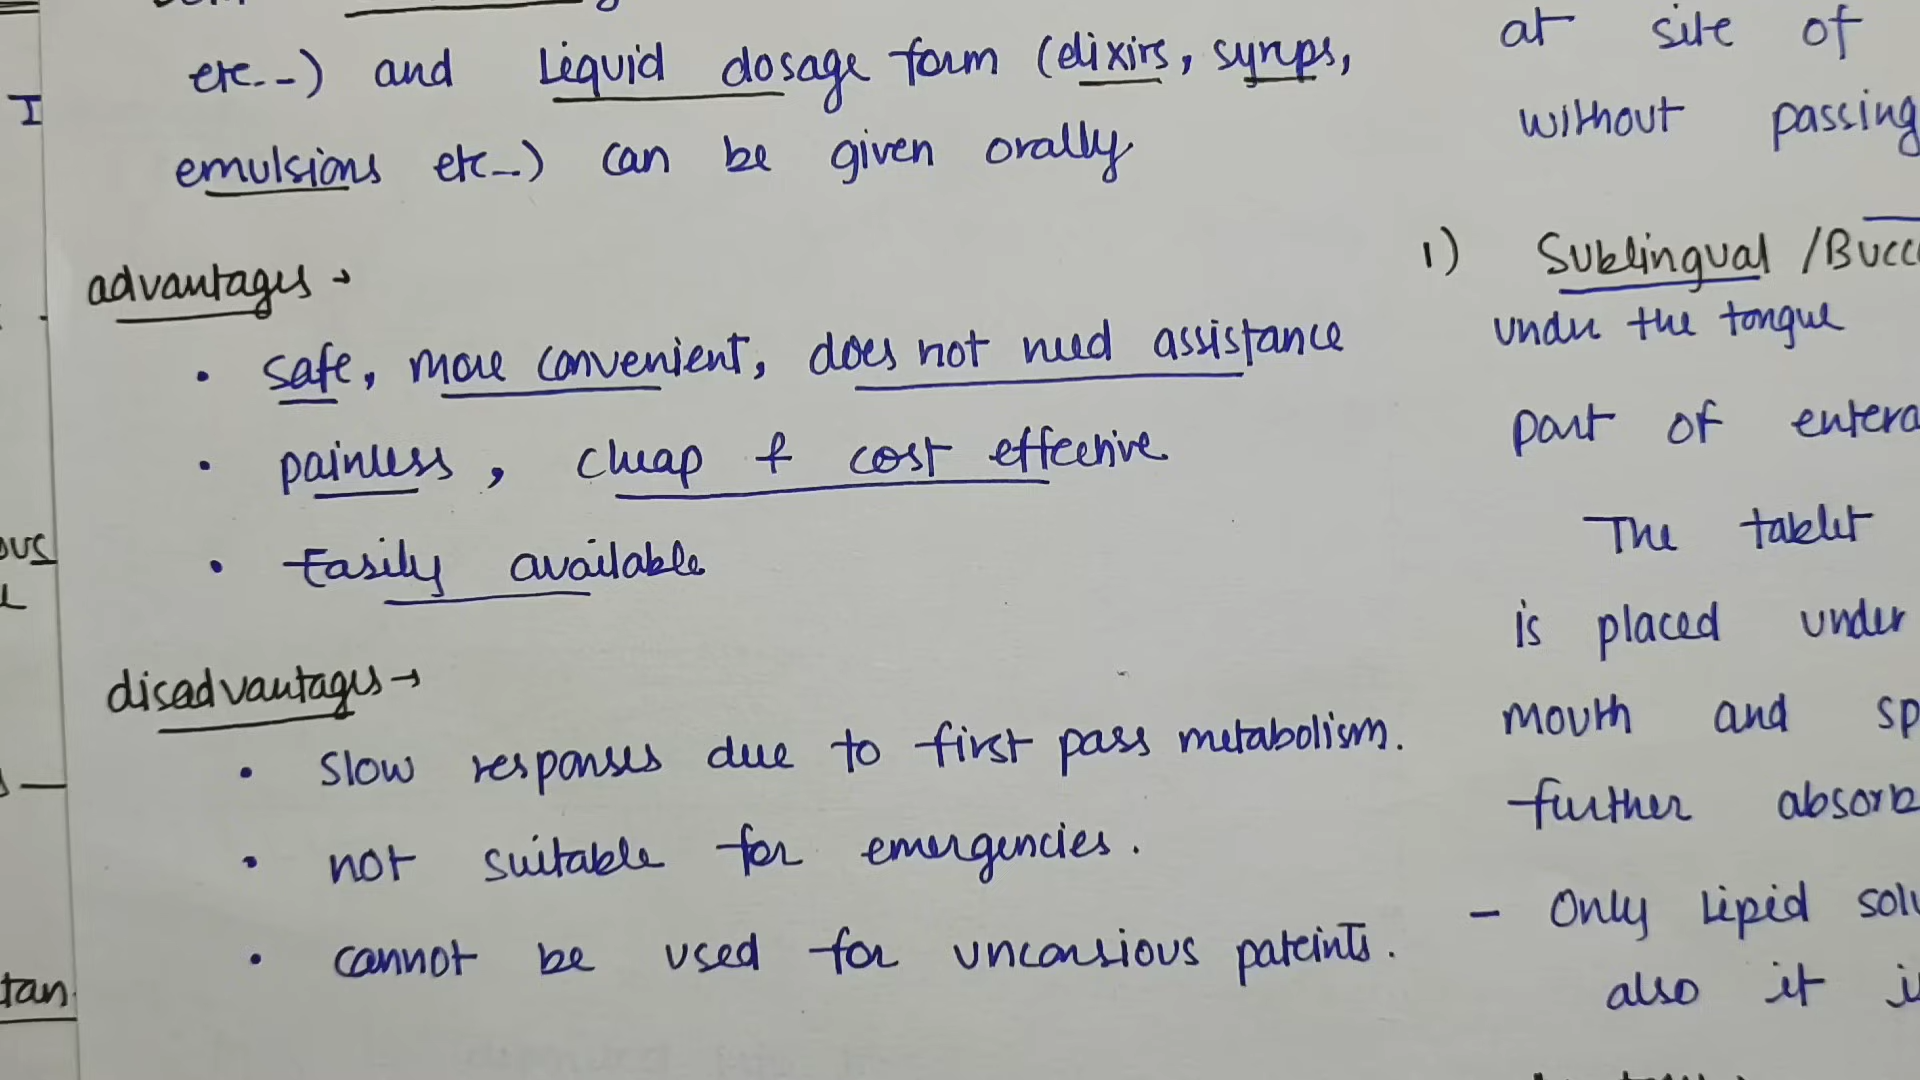 etc..-) and Liquid dosage form (elixirs, syrups,
emulsions etc--) can be given orally
advantages →
• safe, more convenient, does not need assistance
• painless, cheap & cost effective
• Easily available
disadvantages →
• slow responses due to first pass metabolism.
• not suitable for emergencies.
• cannot be used for unconsious pateints.
at site of
without passing
1) Sublingual /Bucc
under the tongue
part of entera
The tablet
is placed under
mouth and sp
further absorb
- Only Lipid solu
also it i
I
ous
tan